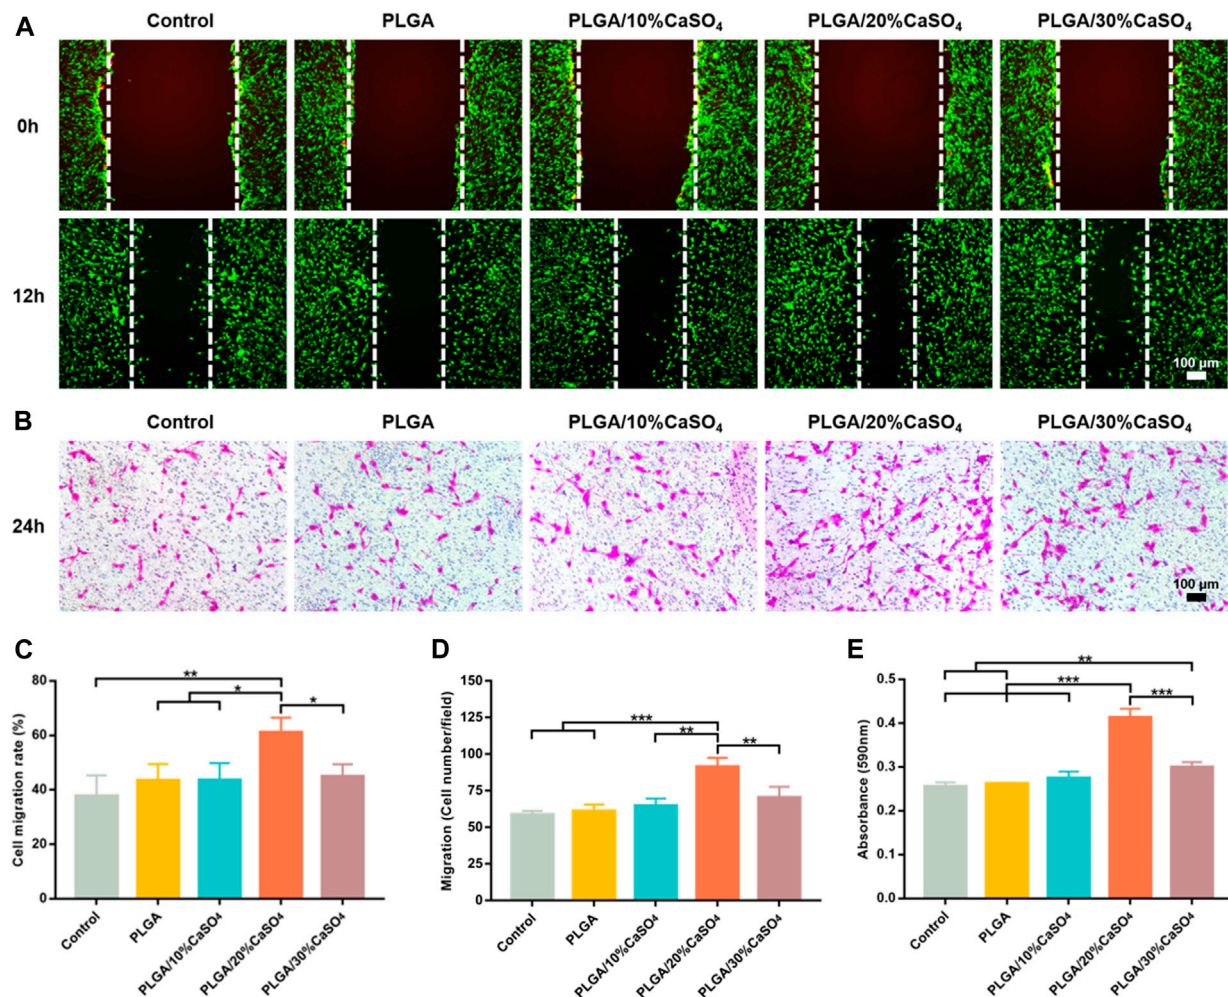 A
Control PLGA PLGA/10%CaSO₄ PLGA/20%CaSO₄ PLGA/30%CaSO₄
0h
12h
100 µm
B
Control PLGA PLGA/10%CaSO₄ PLGA/20%CaSO₄ PLGA/30%CaSO₄
24h
100 µm
C
Cell migration rate (%)
80
60
40
20
0
**
*
*
Control
PLGA
PLGA/10%CaSO₄
PLGA/20%CaSO₄
PLGA/30%CaSO₄
D
Migration (Cell number/field)
150
125
100
75
50
25
0
***
**
**
Control
PLGA
PLGA/10%CaSO₄
PLGA/20%CaSO₄
PLGA/30%CaSO₄
E
Absorbance (590nm)
0.5
0.4
0.3
0.2
0.1
0.0
**
***
***
Control
PLGA
PLGA/10%CaSO₄
PLGA/20%CaSO₄
PLGA/30%CaSO₄